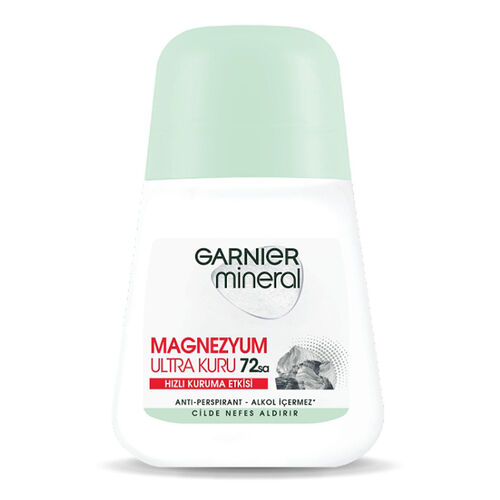 GARNIER
mineral
MAGNEZYUM
ULTRA KURU 72sa
HIZLI KURUMA ETKİSİ
ANTI-PERSPIRANT - ALKOL İÇERMEZ*
CİLDE NEFES ALDIRIR